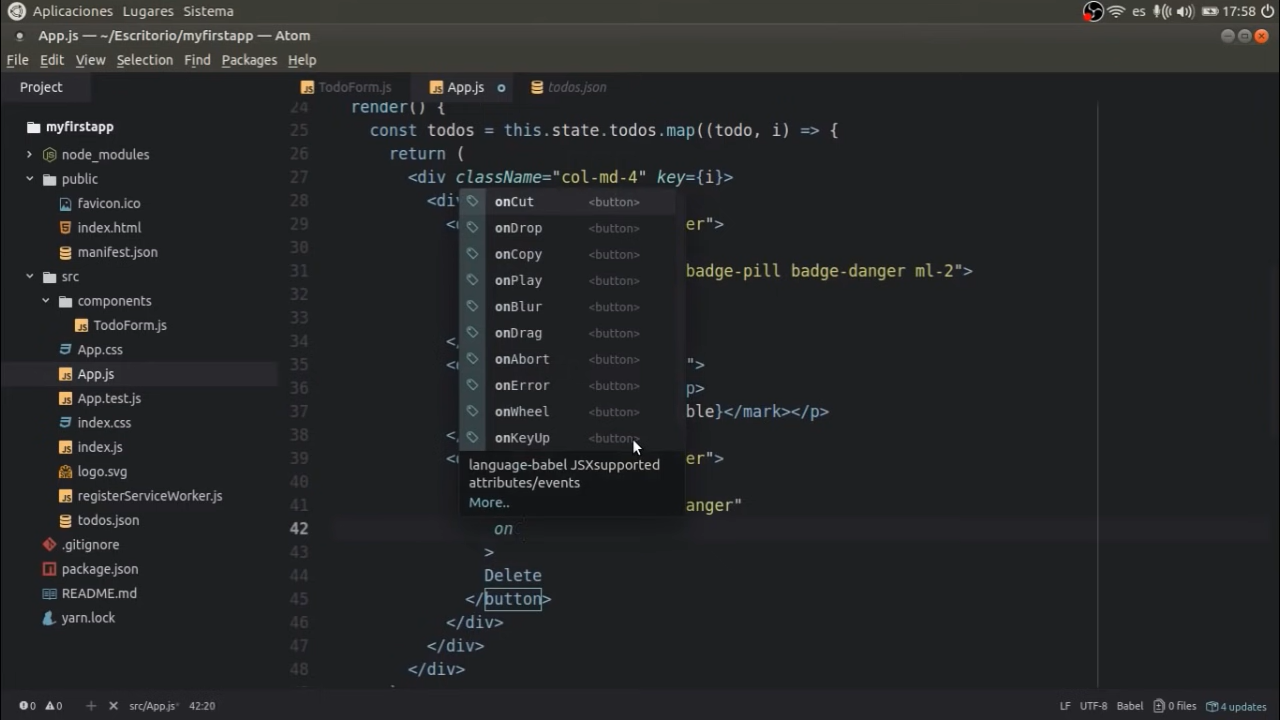 Aplicaciones Lugares Sistema es 17:58
App.js — ~/Escritorio/myfirstapp — Atom
File Edit View Selection Find Packages Help
Project
myfirstapp
node_modules
public
favicon.ico
index.html
manifest.json
src
components
TodoForm.js
App.css
App.js
App.test.js
index.css
index.js
logo.svg
registerServiceWorker.js
todos.json
.gitignore
package.json
README.md
yarn.lock
TodoForm.js App.js todos.json
24 render() {
25 const todos = this.state.todos.map((todo, i) => {
26 return (
27 <div className="col-md-4" key={i}>
28 <div
29 <c er">
30
31 badge-pill badge-danger ml-2">
32
33
34 </
35 <c ">
36 p>
37 ble}</mark></p>
38 </
39 <c er">
40
41 anger"
42 on
43 >
44 Delete
45 </button>
46 </div>
47 </div>
48 </div>
onCut <button>
onDrop <button>
onCopy <button>
onPlay <button>
onBlur <button>
onDrag <button>
onAbort <button>
onError <button>
onWheel <button>
onKeyUp <button>
language-babel JSXsupported
attributes/events
More..
0 0 + × src/App.js* 42:20 LF UTF-8 Babel 0 files 4 updates